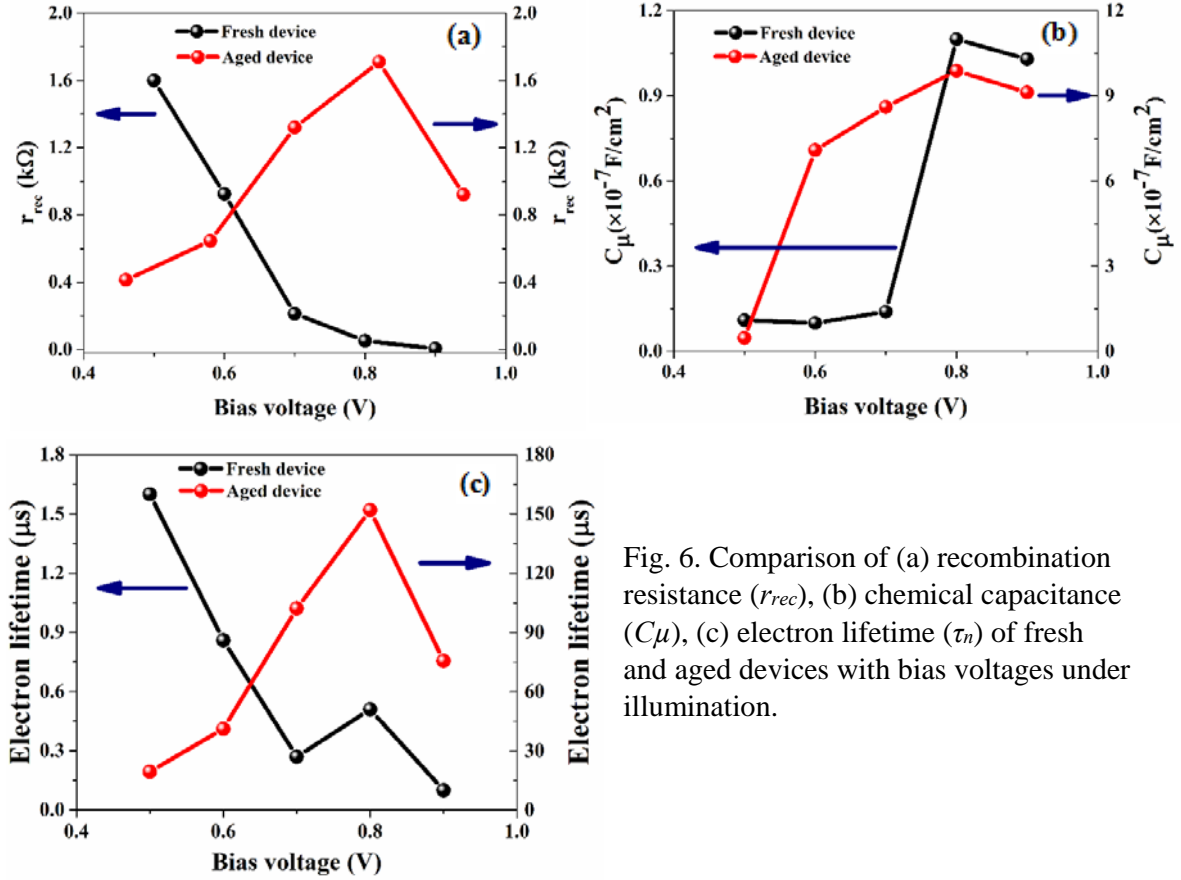 (a)
Fresh device
Aged device
2.0
1.6
1.2
0.8
0.4
0.0
r_rec (kΩ)
2.0
1.6
1.2
0.8
0.4
0.0
r_rec (kΩ)
0.4 0.6 0.8 1.0
Bias voltage (V)
(b)
Fresh device
Aged device
1.2
0.9
0.6
0.3
0.0
C_μ(×10⁻⁷F/cm²)
12
9
6
3
0
C_μ(×10⁻⁷F/cm²)
0.4 0.6 0.8 1.0
Bias voltage (V)
(c)
Fresh device
Aged device
1.8
1.5
1.2
0.9
0.6
0.3
0.0
Electron lifetime (μs)
180
150
120
90
60
30
0
Electron lifetime (μs)
0.4 0.6 0.8 1.0
Bias voltage (V)
Fig. 6. Comparison of (a) recombination
resistance (r_rec), (b) chemical capacitance
(Cμ), (c) electron lifetime (τ_n) of fresh
and aged devices with bias voltages under
illumination.